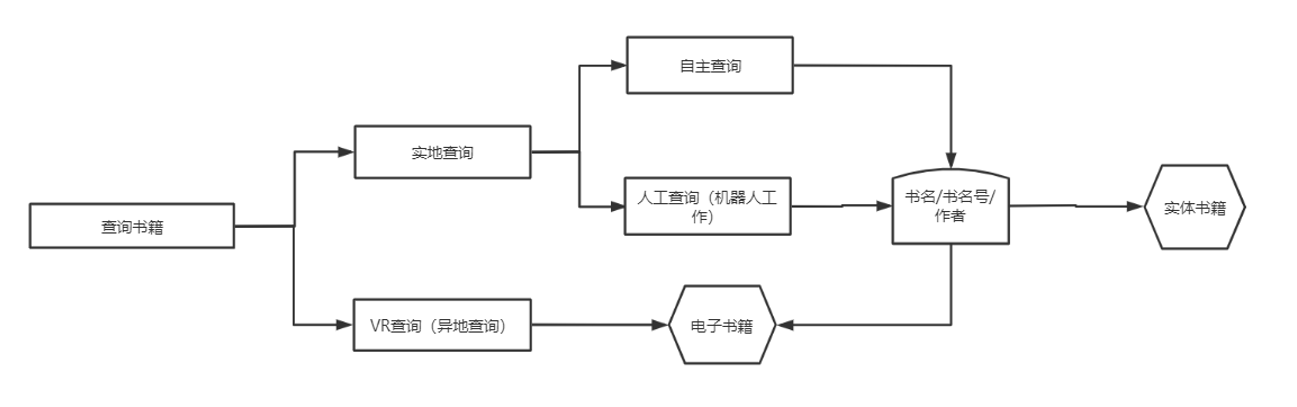 自主查询
实地查询
人工查询（机器人工
作）
书名/书名号/
作者
实体书籍
查询书籍
VR查询（异地查询）
电子书籍